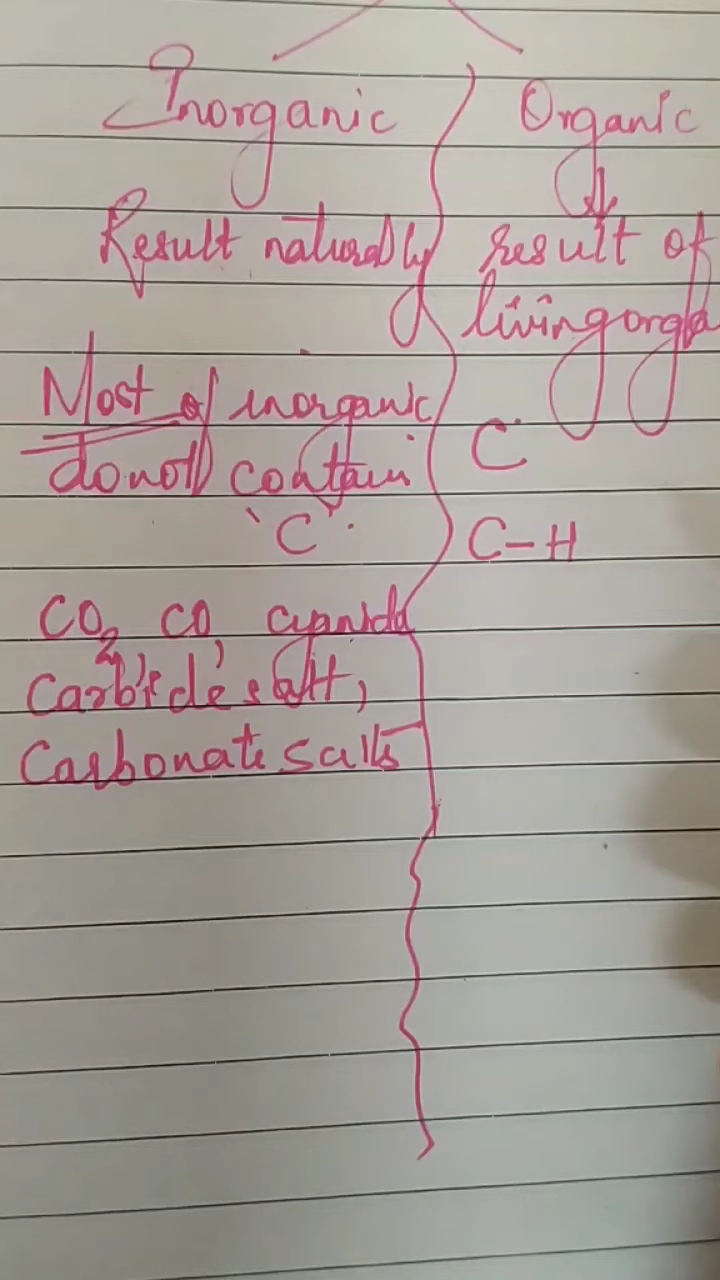 Inorganic
Result naturally
Most of inorganic
do not contain
'C'.
CO2, CO, cyanide
Carbide salt,
Carbonate salts
Organic
result of
living
C
C-H